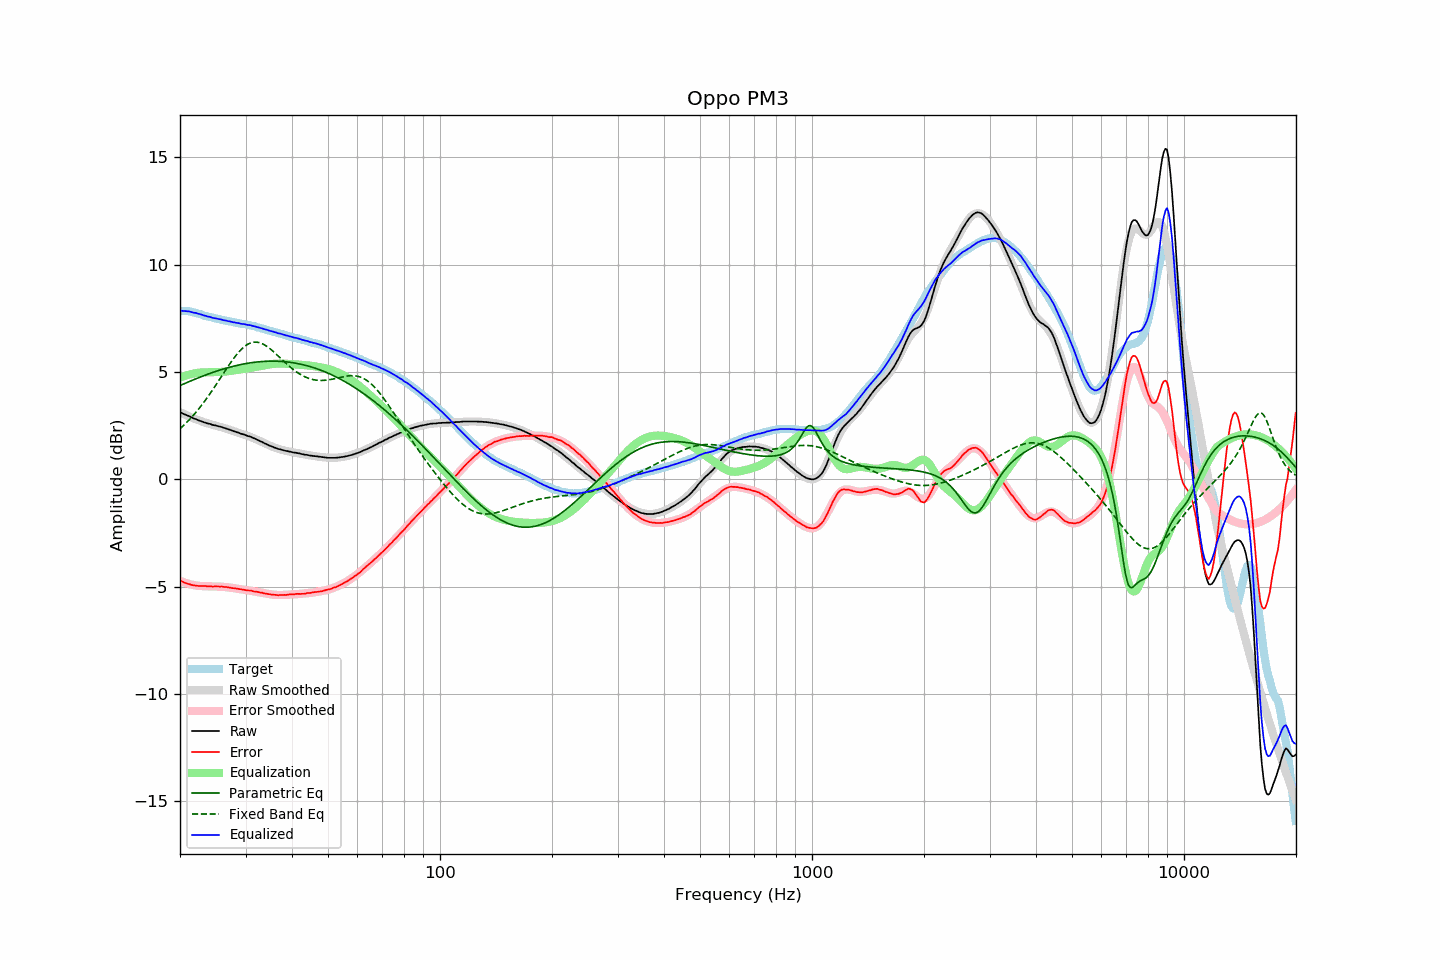 Oppo PM3
Amplitude (dBr)
15
10
5
0
−5
−10
−15
Target
Raw Smoothed
Error Smoothed
Raw
Error
Equalization
Parametric Eq
Fixed Band Eq
Equalized
100
1000
10000
Frequency (Hz)